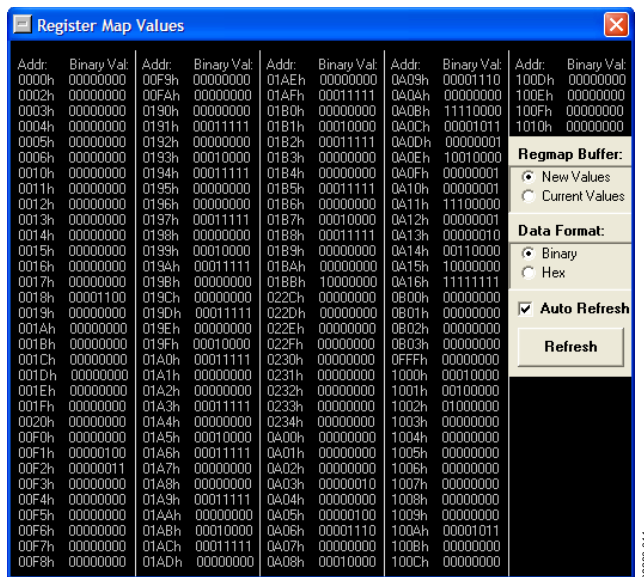 Register Map Values
Addr: Binary Val:
0000h 00000000
0002h 00000000
0003h 00000000
0004h 00000000
0005h 00000000
0006h 00000000
0010h 00000000
0011h 00000000
0012h 00000000
0013h 00000000
0014h 00000000
0015h 00000000
0016h 00000000
0017h 00000000
0018h 00001100
0019h 00000000
001Ah 00000000
001Bh 00000000
001Ch 00000000
001Dh 00000000
001Eh 00000000
001Fh 00000000
0020h 00000000
00F0h 00000000
00F1h 00000100
00F2h 00000011
00F3h 00000000
00F4h 00000000
00F5h 00000000
00F6h 00000000
00F7h 00000000
00F8h 00000000
Addr: Binary Val:
00F9h 00000000
00FAh 00000000
0190h 00000000
0191h 00011111
0192h 00000000
0193h 00010000
0194h 00011111
0195h 00000000
0196h 00000000
0197h 00011111
0198h 00000000
0199h 00010000
019Ah 00011111
019Bh 00000000
019Ch 00000000
019Dh 00011111
019Eh 00000000
019Fh 00010000
01A0h 00011111
01A1h 00000000
01A2h 00000000
01A3h 00011111
01A4h 00000000
01A5h 00010000
01A6h 00011111
01A7h 00000000
01A8h 00000000
01A9h 00011111
01AAh 00000000
01ABh 00010000
01ACh 00011111
01ADh 00000000
Addr: Binary Val:
01AEh 00000000
01AFh 00011111
01B0h 00000000
01B1h 00010000
01B2h 00011111
01B3h 00000000
01B4h 00000000
01B5h 00011111
01B6h 00000000
01B7h 00010000
01B8h 00011111
01B9h 00000000
01BAh 00000000
01BBh 10000000
022Ch 00000000
022Dh 00000000
022Eh 00000000
022Fh 00000000
0230h 00000000
0231h 00000000
0232h 00000000
0233h 00000000
0234h 00000000
0A00h 00000000
0A01h 00000000
0A02h 00000000
0A03h 00000010
0A04h 00000000
0A05h 00000100
0A06h 00001110
0A07h 00000000
0A08h 00010000
Addr: Binary Val:
0A09h 00001110
0A0Ah 00000000
0A0Bh 11110000
0A0Ch 00001011
0A0Dh 00000001
0A0Eh 10010000
0A0Fh 00000001
0A10h 00000001
0A11h 11100000
0A12h 00000001
0A13h 00000010
0A14h 00110000
0A15h 10000000
0A16h 11111111
0B00h 00000000
0B01h 00000000
0B02h 00000000
0B03h 00000000
0FFFh 00000000
1000h 00010000
1001h 00100000
1002h 01000000
1003h 00000000
1004h 00000000
1005h 00000000
1006h 00000000
1007h 00000000
1008h 00000000
1009h 00000000
100Ah 00001011
100Bh 00000000
100Ch 00000000
Addr: Binary Val:
100Dh 00000000
100Eh 00000000
100Fh 00000000
1010h 00000000
Regmap Buffer:
New Values
Current Values
Data Format:
Binary
Hex
Auto Refresh
Refresh